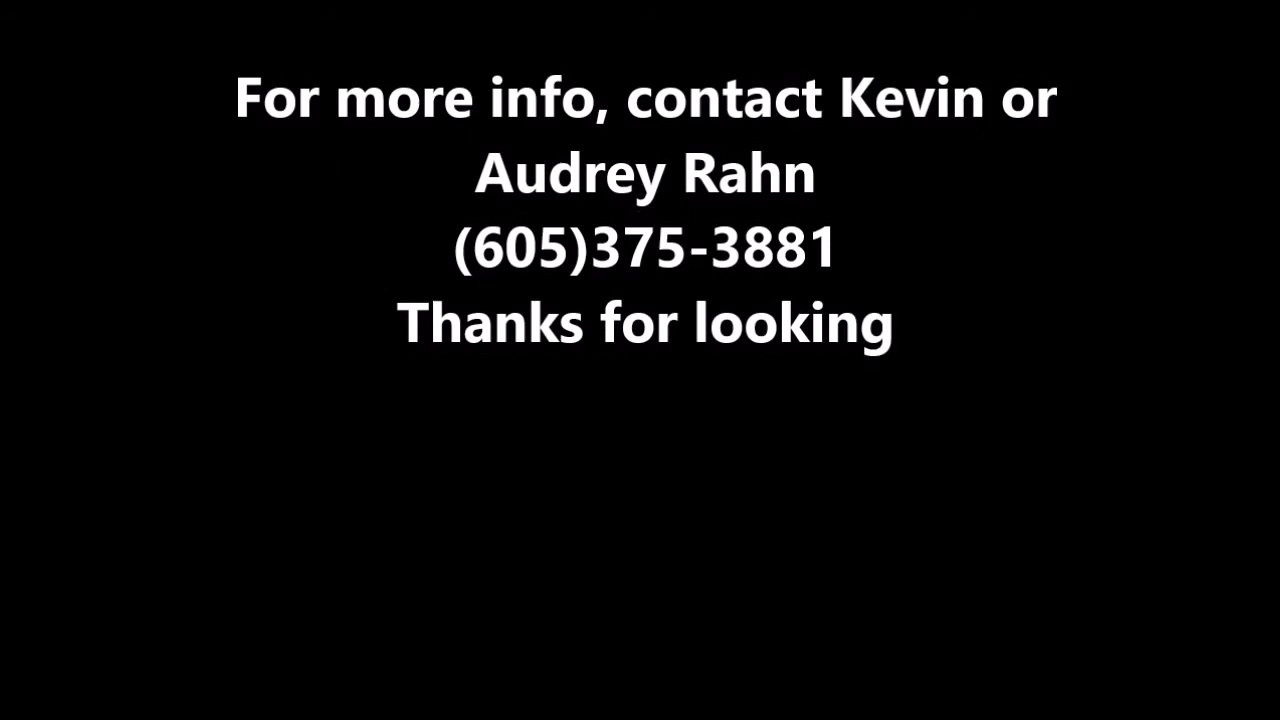 For more info, contact Kevin or
Audrey Rahn
(605)375-3881
Thanks for looking